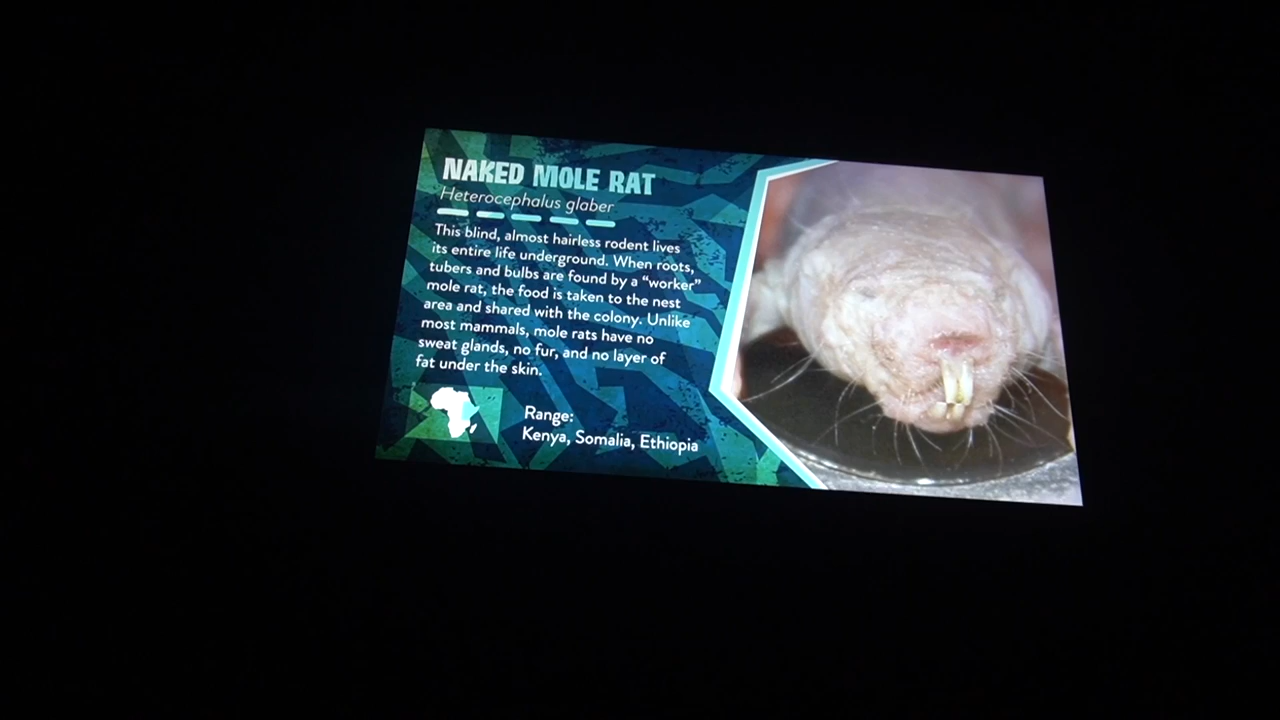 NAKED MOLE RAT
Heterocephalus glaber
This blind, almost hairless rodent lives
its entire life underground. When roots,
tubers and bulbs are found by a “worker”
mole rat, the food is taken to the nest
area and shared with the colony. Unlike
most mammals, mole rats have no
sweat glands, no fur, and no layer of
fat under the skin.
Range:
Kenya, Somalia, Ethiopia